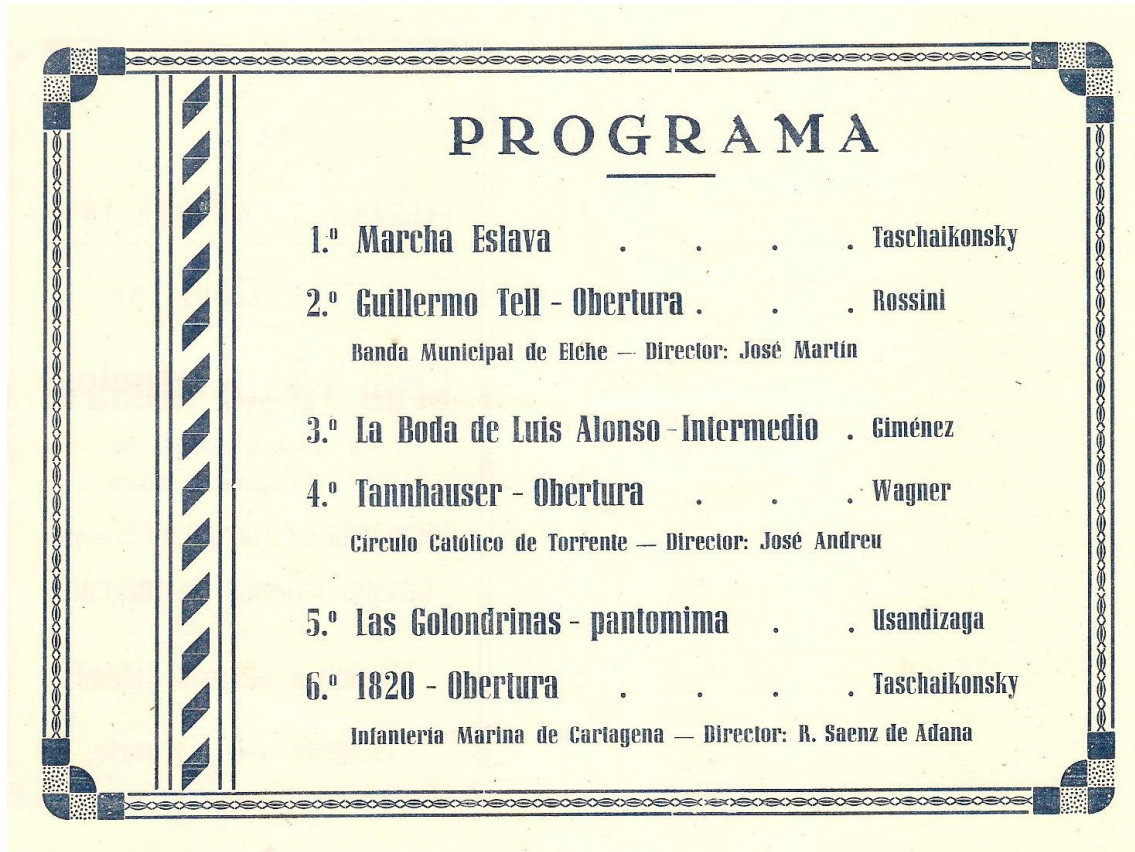 PROGRAMA
1.º Marcha Eslava . . . . Taschaikonsky
2.º Guillermo Tell - Obertura . . . Rossini
Banda Municipal de Elche — Director: José Martín
3.º La Boda de Luis Alonso - Intermedio . Giménez
4.º Tannhauser - Obertura . . . Wagner
Círculo Católico de Torrente — Director: José Andreu
5.º Las Golondrinas - pantomima . . Usandizaga
6.º 1820 - Obertura . . . . Taschaikonsky
Infantería Marina de Cartagena — Director: R. Saenz de Adana